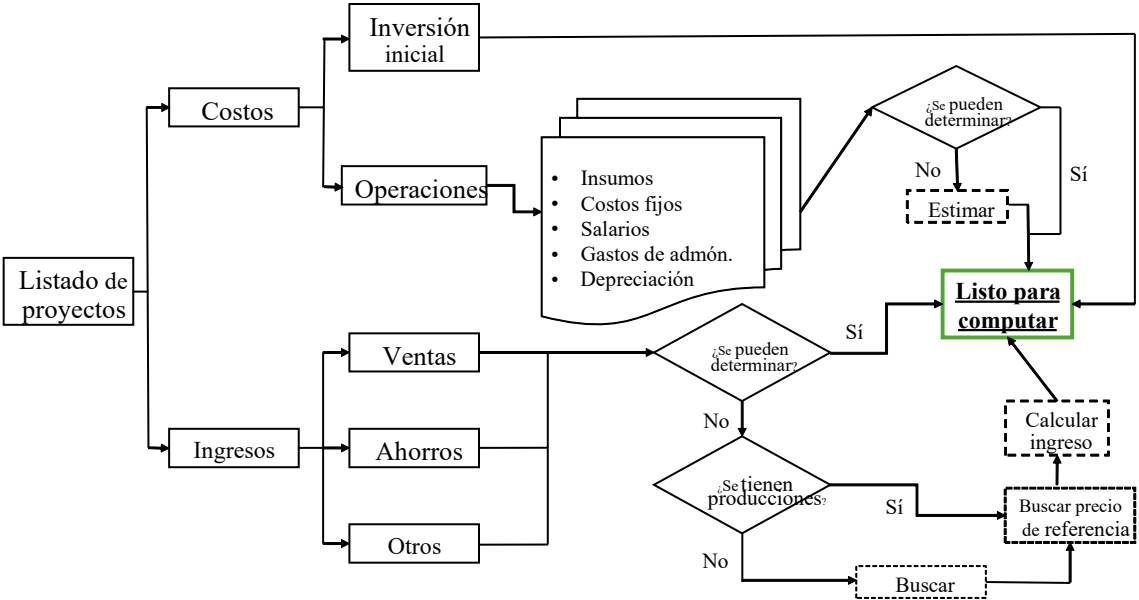 Inversión
inicial
Costos
¿Se pueden
determinar?
No
Sí
Operaciones
• Insumos
• Costos fijos
• Salarios
• Gastos de admón.
• Depreciación
Estimar
Listado de
proyectos
Listo para
computar
Ventas
¿Se pueden
determinar?
Sí
No
Calcular
ingreso
Ingresos
Ahorros
¿Se tienen
producciones?
Sí
Buscar precio
de referencia
Otros
No
Buscar